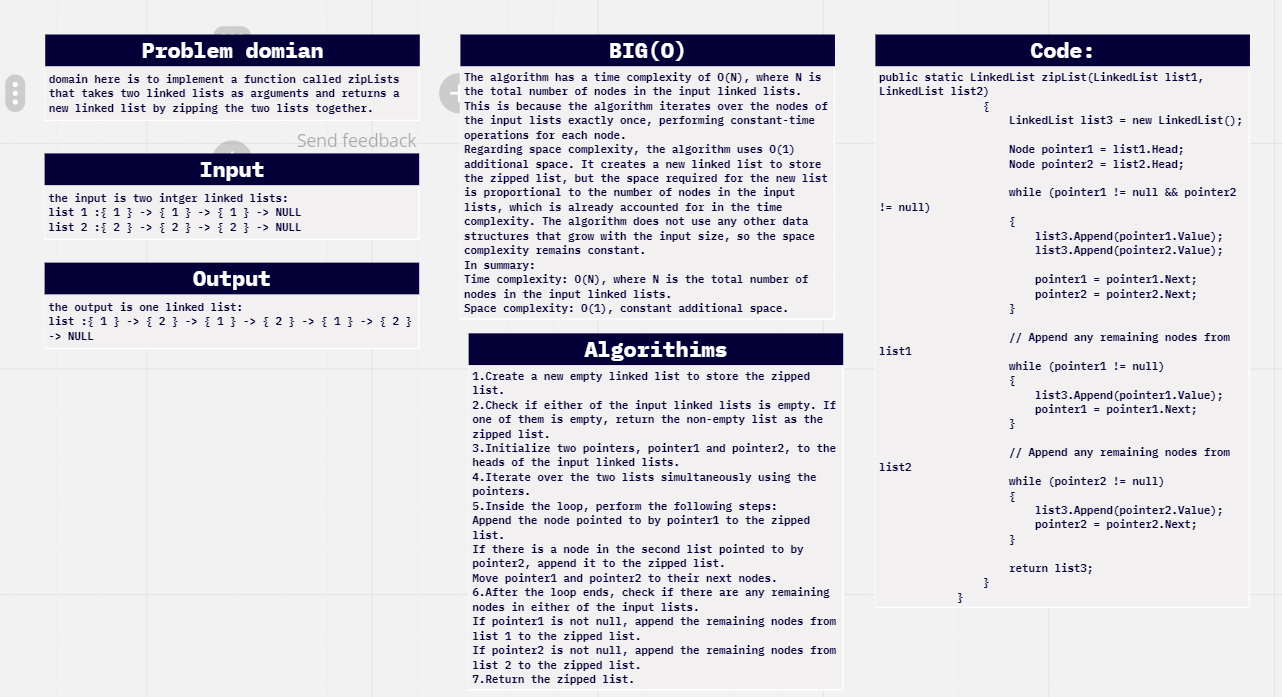 Problem domian
domain here is to implement a function called zipLists
that takes two linked lists as arguments and returns a
new linked list by zipping the two lists together.
Send feedback
Input
the input is two intger linked lists:
list 1 :{ 1 } -> { 1 } -> { 1 } -> NULL
list 2 :{ 2 } -> { 2 } -> { 2 } -> NULL
Output
the output is one linked list:
list :{ 1 } -> { 2 } -> { 1 } -> { 2 } -> { 1 } -> { 2 }
-> NULL
BIG(O)
The algorithm has a time complexity of O(N), where N is
the total number of nodes in the input linked lists.
This is because the algorithm iterates over the nodes of
the input lists exactly once, performing constant-time
operations for each node.
Regarding space complexity, the algorithm uses O(1)
additional space. It creates a new linked list to store
the zipped list, but the space required for the new list
is proportional to the number of nodes in the input
lists, which is already accounted for in the time
complexity. The algorithm does not use any other data
structures that grow with the input size, so the space
complexity remains constant.
In summary:
Time complexity: O(N), where N is the total number of
nodes in the input linked lists.
Space complexity: O(1), constant additional space.
Algorithims
1.Create a new empty linked list to store the zipped
list.
2.Check if either of the input linked lists is empty. If
one of them is empty, return the non-empty list as the
zipped list.
3.Initialize two pointers, pointer1 and pointer2, to the
heads of the input linked lists.
4.Iterate over the two lists simultaneously using the
pointers.
5.Inside the loop, perform the following steps:
Append the node pointed to by pointer1 to the zipped
list.
If there is a node in the second list pointed to by
pointer2, append it to the zipped list.
Move pointer1 and pointer2 to their next nodes.
6.After the loop ends, check if there are any remaining
nodes in either of the input lists.
If pointer1 is not null, append the remaining nodes from
list 1 to the zipped list.
If pointer2 is not null, append the remaining nodes from
list 2 to the zipped list.
7.Return the zipped list.
Code:
public static LinkedList zipList(LinkedList list1,
LinkedList list2)
{
LinkedList list3 = new LinkedList();
Node pointer1 = list1.Head;
Node pointer2 = list2.Head;
while (pointer1 != null && pointer2
!= null)
{
list3.Append(pointer1.Value);
list3.Append(pointer2.Value);
pointer1 = pointer1.Next;
pointer2 = pointer2.Next;
}
// Append any remaining nodes from
list1
while (pointer1 != null)
{
list3.Append(pointer1.Value);
pointer1 = pointer1.Next;
}
// Append any remaining nodes from
list2
while (pointer2 != null)
{
list3.Append(pointer2.Value);
pointer2 = pointer2.Next;
}
return list3;
}
}